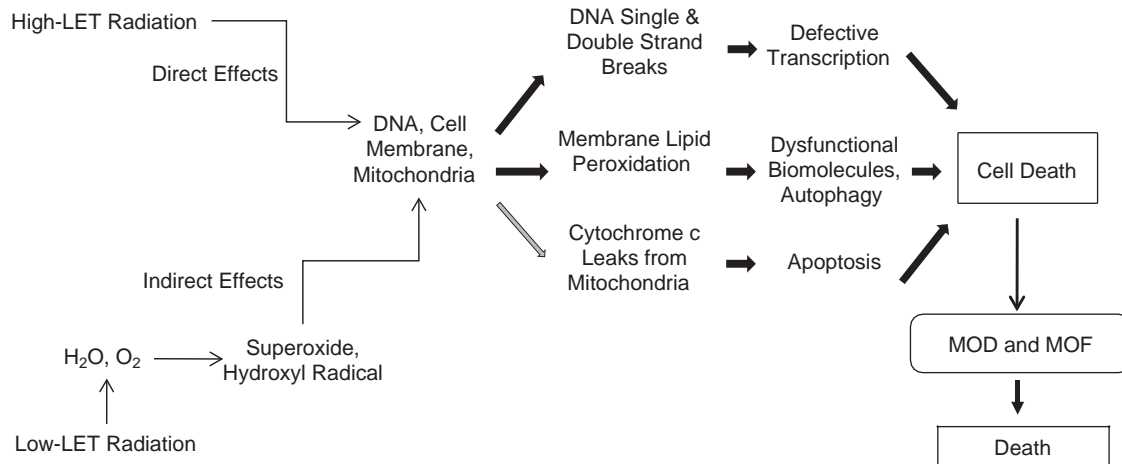 High-LET Radiation
Direct Effects
DNA, Cell
Membrane,
Mitochondria
Indirect Effects
H₂O, O₂
Superoxide,
Hydroxyl Radical
Low-LET Radiation
DNA Single &
Double Strand
Breaks
Defective
Transcription
Membrane Lipid
Peroxidation
Dysfunctional
Biomolecules,
Autophagy
Cytochrome c
Leaks from
Mitochondria
Apoptosis
Cell Death
MOD and MOF
Death